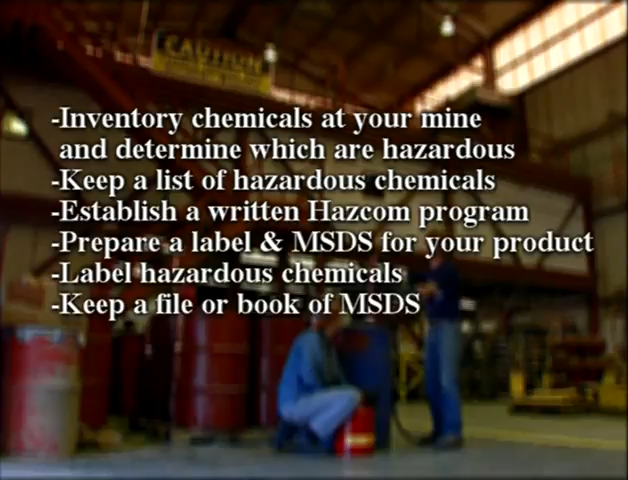 CAUTION
-Inventory chemicals at your mine
and determine which are hazardous
-Keep a list of hazardous chemicals
-Establish a written Hazcom program
-Prepare a label & MSDS for your product
-Label hazardous chemicals
-Keep a file or book of MSDS